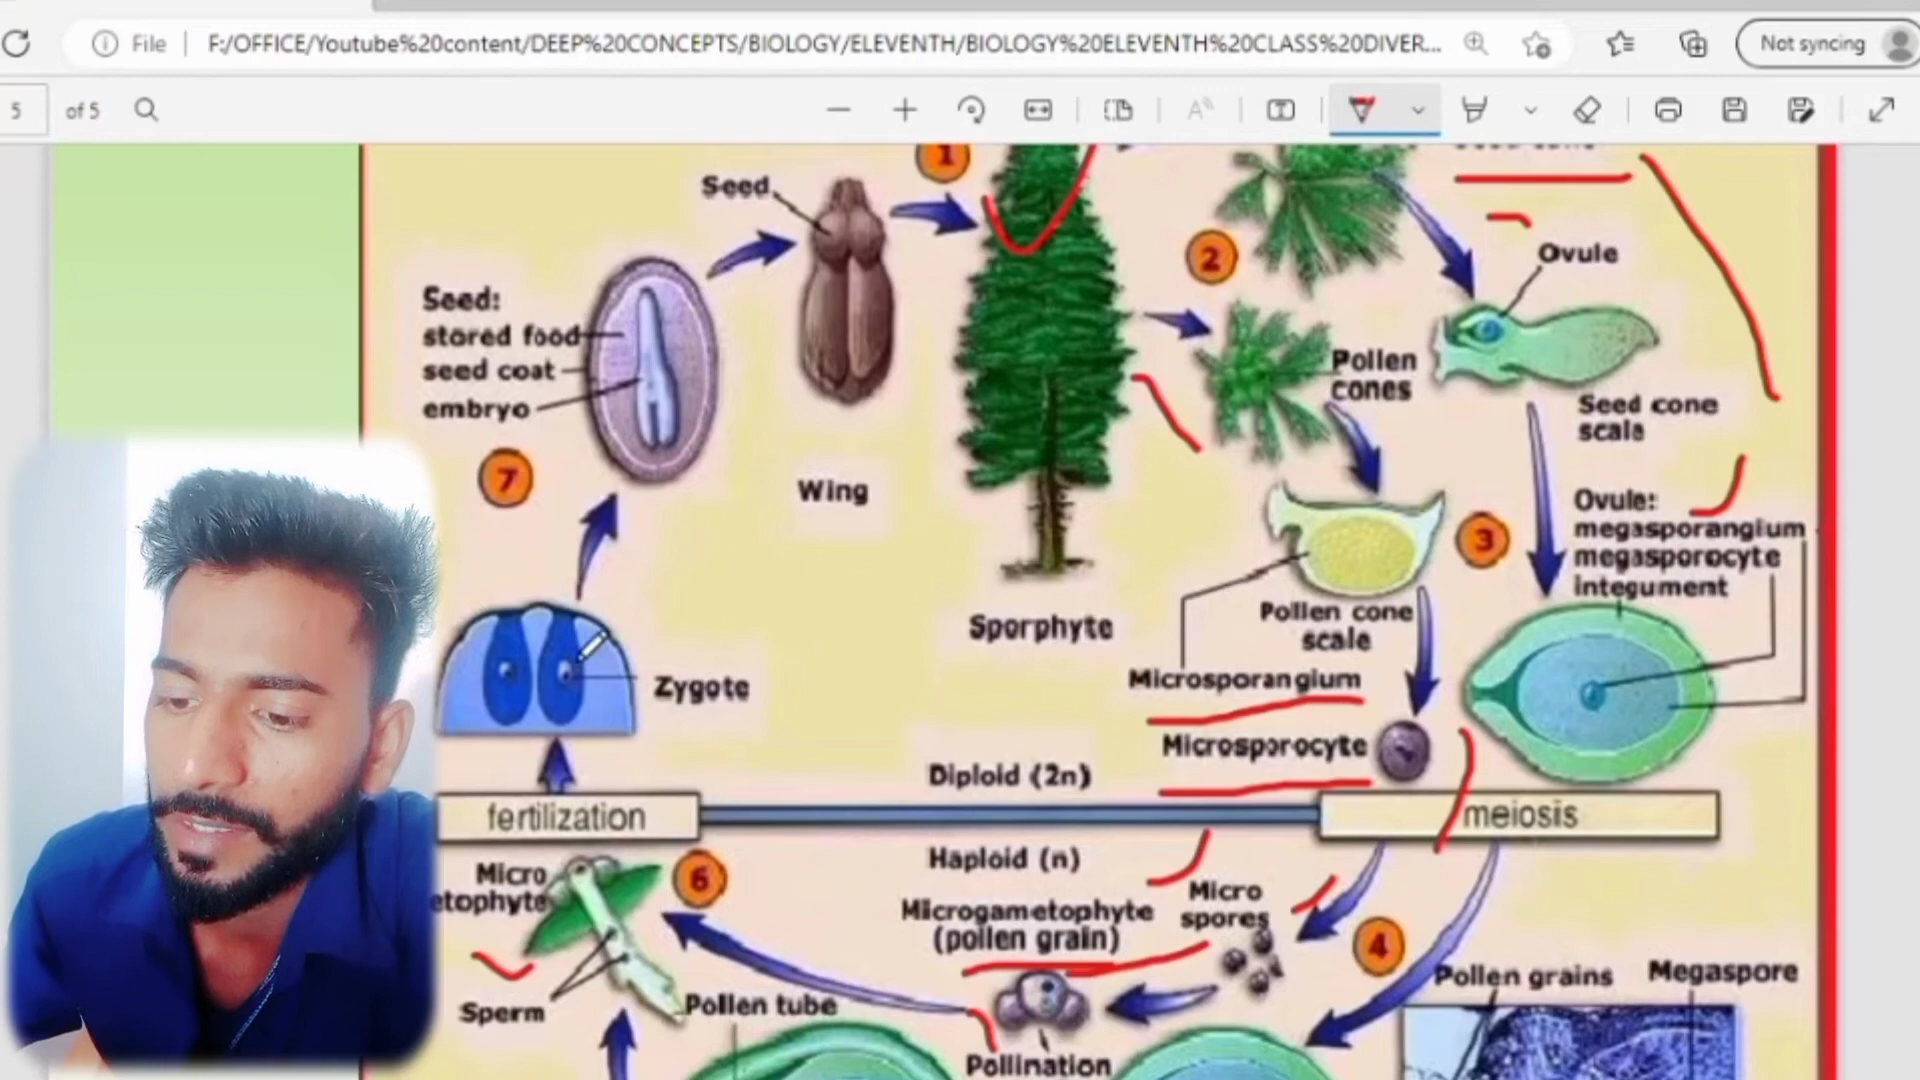 File
F:/OFFICE/Youtube%20content/DEEP%20CONCEPTS/BIOLOGY/ELEVENTH/BIOLOGY%20ELEVENTH%20CLASS%20DIVER...
Not syncing
5
of 5
1
Seed
2
Ovule
Seed:
stored food
seed coat
embryo
Pollen
cones
Seed cone
scale
7
Wing
3
Ovule:
megasporangium
megasporocyte
integument
Sporphyte
Pollen cone
scale
Microsporangium
Zygote
Microsporocyte
Diploid (2n)
fertilization
meiosis
Haploid (n)
Micro
etophyte
6
Microgametophyte
(pollen grain)
Micro
spores
4
Pollen grains
Megaspore
Sperm
Pollen tube
Pollination